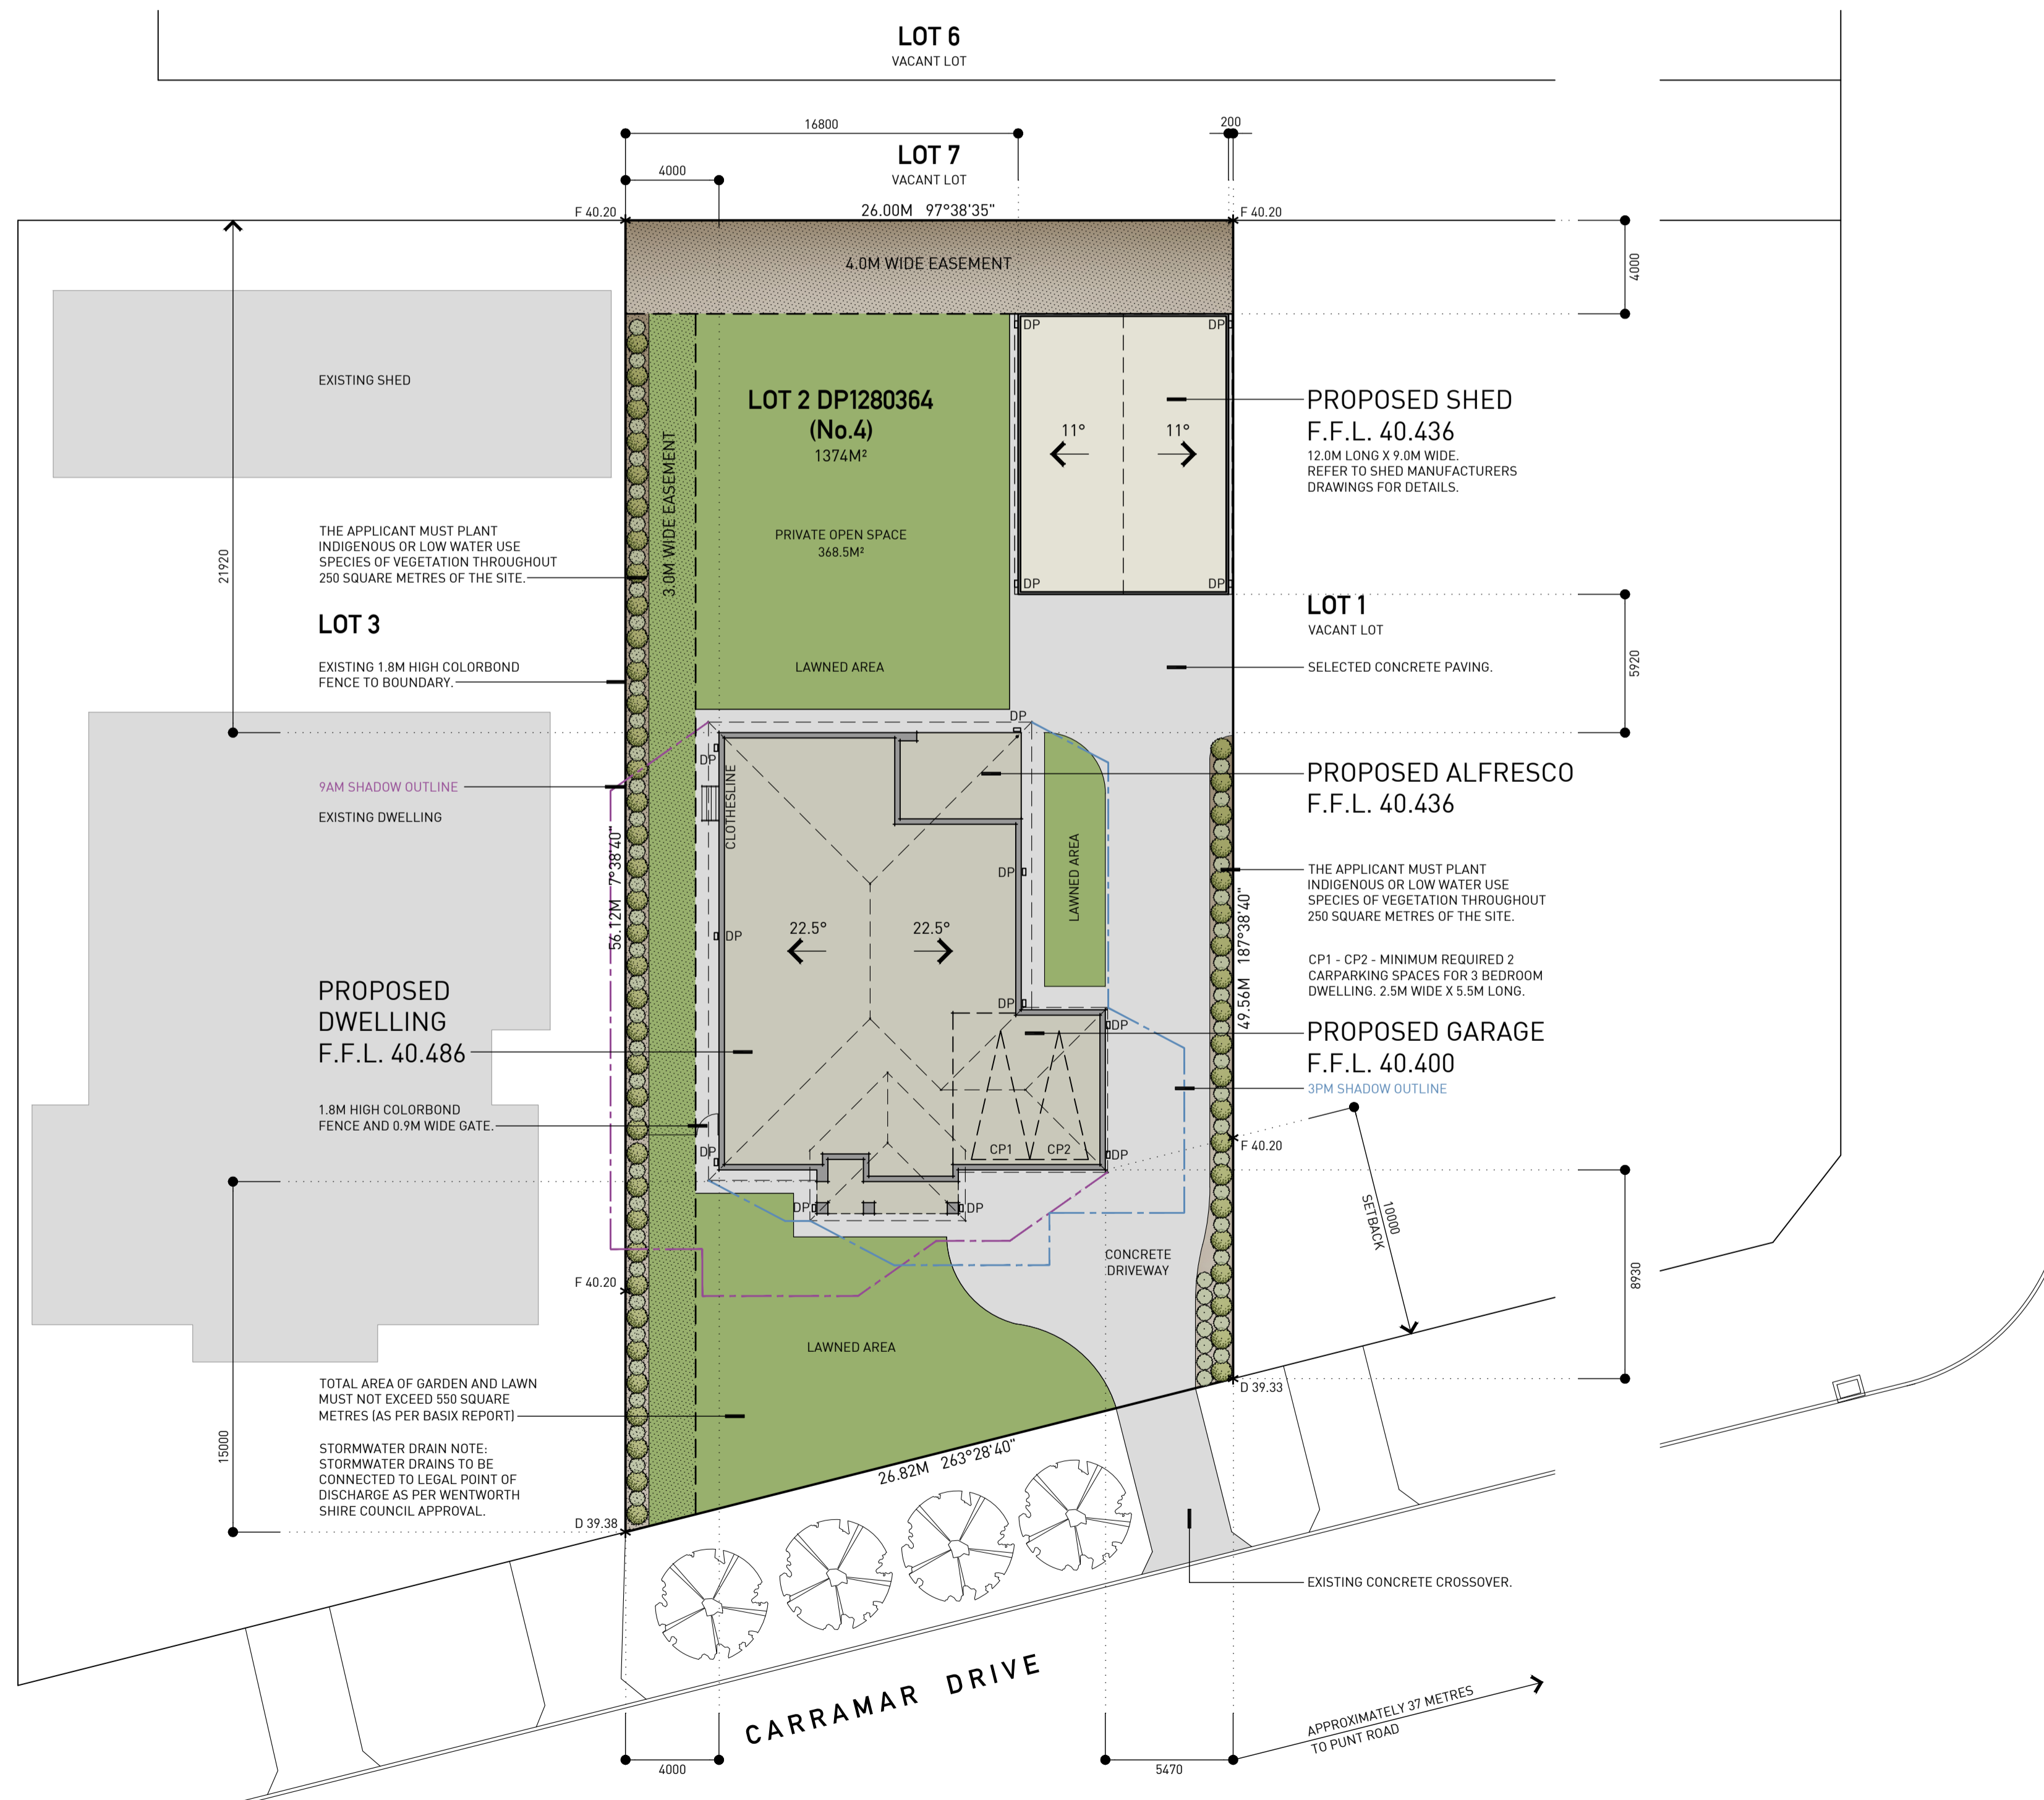 LOT 6
VACANT LOT
16800
200
LOT 7
VACANT LOT
4000
F 40.20
26.00M 97°38'35"
F 40.20
4.0M WIDE EASEMENT
4000
DP
DP
EXISTING SHED
LOT 2 DP1280364
(No.4)
1374M²
11°
11°
PROPOSED SHED
F.F.L. 40.436
12.0M LONG X 9.0M WIDE.
REFER TO SHED MANUFACTURERS
DRAWINGS FOR DETAILS.
3.0M WIDE EASEMENT
PRIVATE OPEN SPACE
368.5M²
21920
THE APPLICANT MUST PLANT
INDIGENOUS OR LOW WATER USE
SPECIES OF VEGETATION THROUGHOUT
250 SQUARE METRES OF THE SITE.
DP
DP
LOT 3
LOT 1
VACANT LOT
EXISTING 1.8M HIGH COLORBOND
FENCE TO BOUNDARY.
LAWNED AREA
SELECTED CONCRETE PAVING.
5920
DP
DP
CLOTHESLINE
9AM SHADOW OUTLINE
EXISTING DWELLING
PROPOSED ALFRESCO
F.F.L. 40.436
56.12M 7°38'40"
LAWNED AREA
DP
THE APPLICANT MUST PLANT
INDIGENOUS OR LOW WATER USE
SPECIES OF VEGETATION THROUGHOUT
250 SQUARE METRES OF THE SITE.
49.56M 187°38'40"
DP
22.5°
22.5°
CP1 - CP2 - MINIMUM REQUIRED 2
CARPARKING SPACES FOR 3 BEDROOM
DWELLING. 2.5M WIDE X 5.5M LONG.
PROPOSED
DWELLING
F.F.L. 40.486
DP
DP
PROPOSED GARAGE
F.F.L. 40.400
3PM SHADOW OUTLINE
1.8M HIGH COLORBOND
FENCE AND 0.9M WIDE GATE.
DP
CP1
CP2
DP
F 40.20
DP
DP
10000
SETBACK
CONCRETE
DRIVEWAY
F 40.20
8930
LAWNED AREA
TOTAL AREA OF GARDEN AND LAWN
MUST NOT EXCEED 550 SQUARE
METRES (AS PER BASIX REPORT)
D 39.33
15000
STORMWATER DRAIN NOTE:
STORMWATER DRAINS TO BE
CONNECTED TO LEGAL POINT OF
DISCHARGE AS PER WENTWORTH
SHIRE COUNCIL APPROVAL.
26.82M 263°28'40"
D 39.38
EXISTING CONCRETE CROSSOVER.
CARRAMAR DRIVE
APPROXIMATELY 37 METRES
TO PUNT ROAD
4000
5470